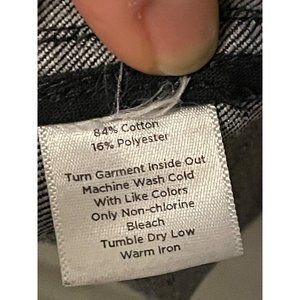 84% Cotton
16% Polyester
Turn Garment Inside Out
Machine Wash Cold
With Like Colors
Only Non-chlorine
Bleach
Tumble Dry Low
Warm Iron